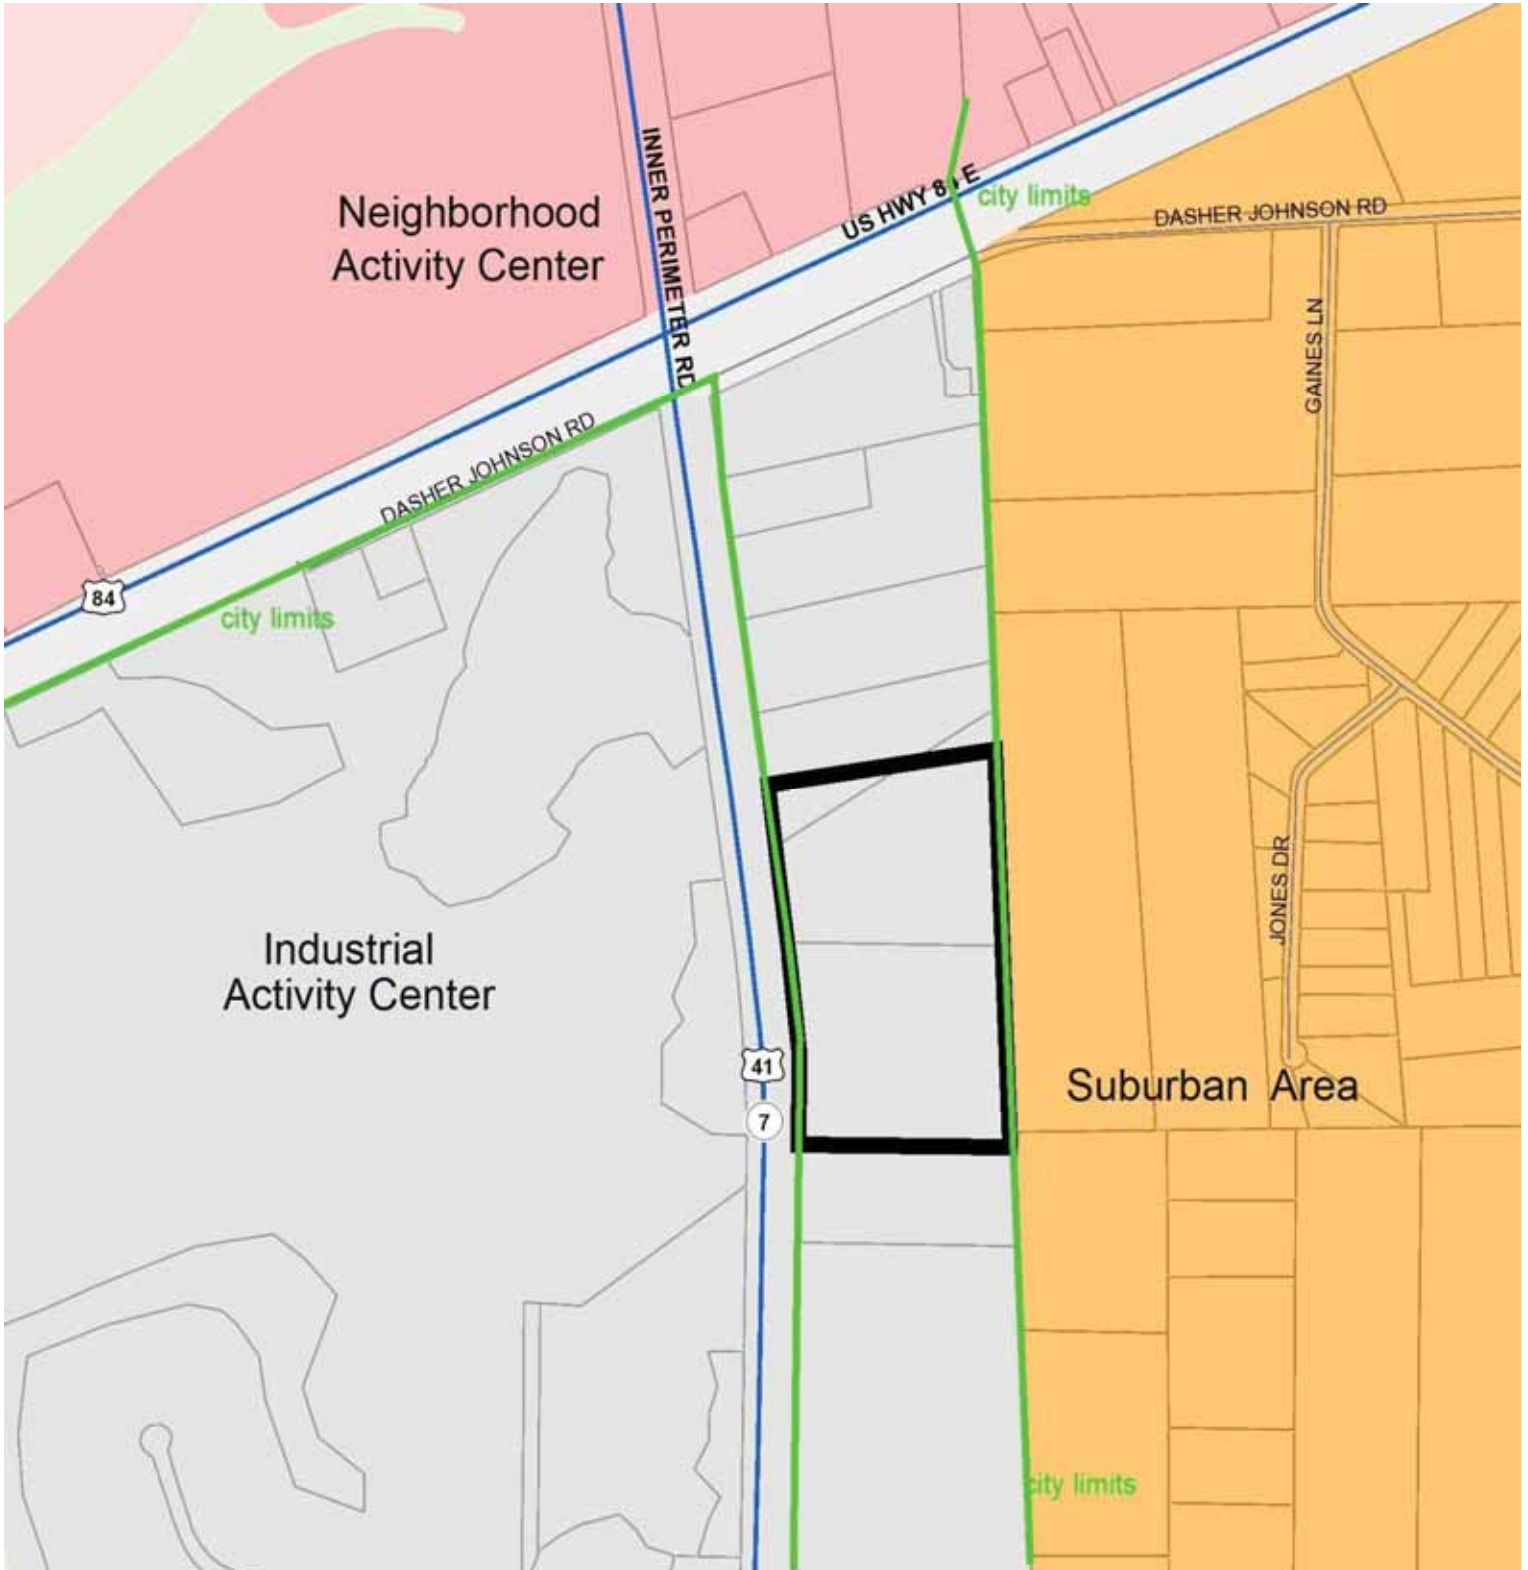 INNER PERIMETER RD
US HWY 84 E
city limits
DASHER JOHNSON RD
Neighborhood
Activity Center
GAINES LN
DASHER JOHNSON RD
84
city limits
JONES DR
Industrial
Activity Center
41
7
Suburban Area
city limits